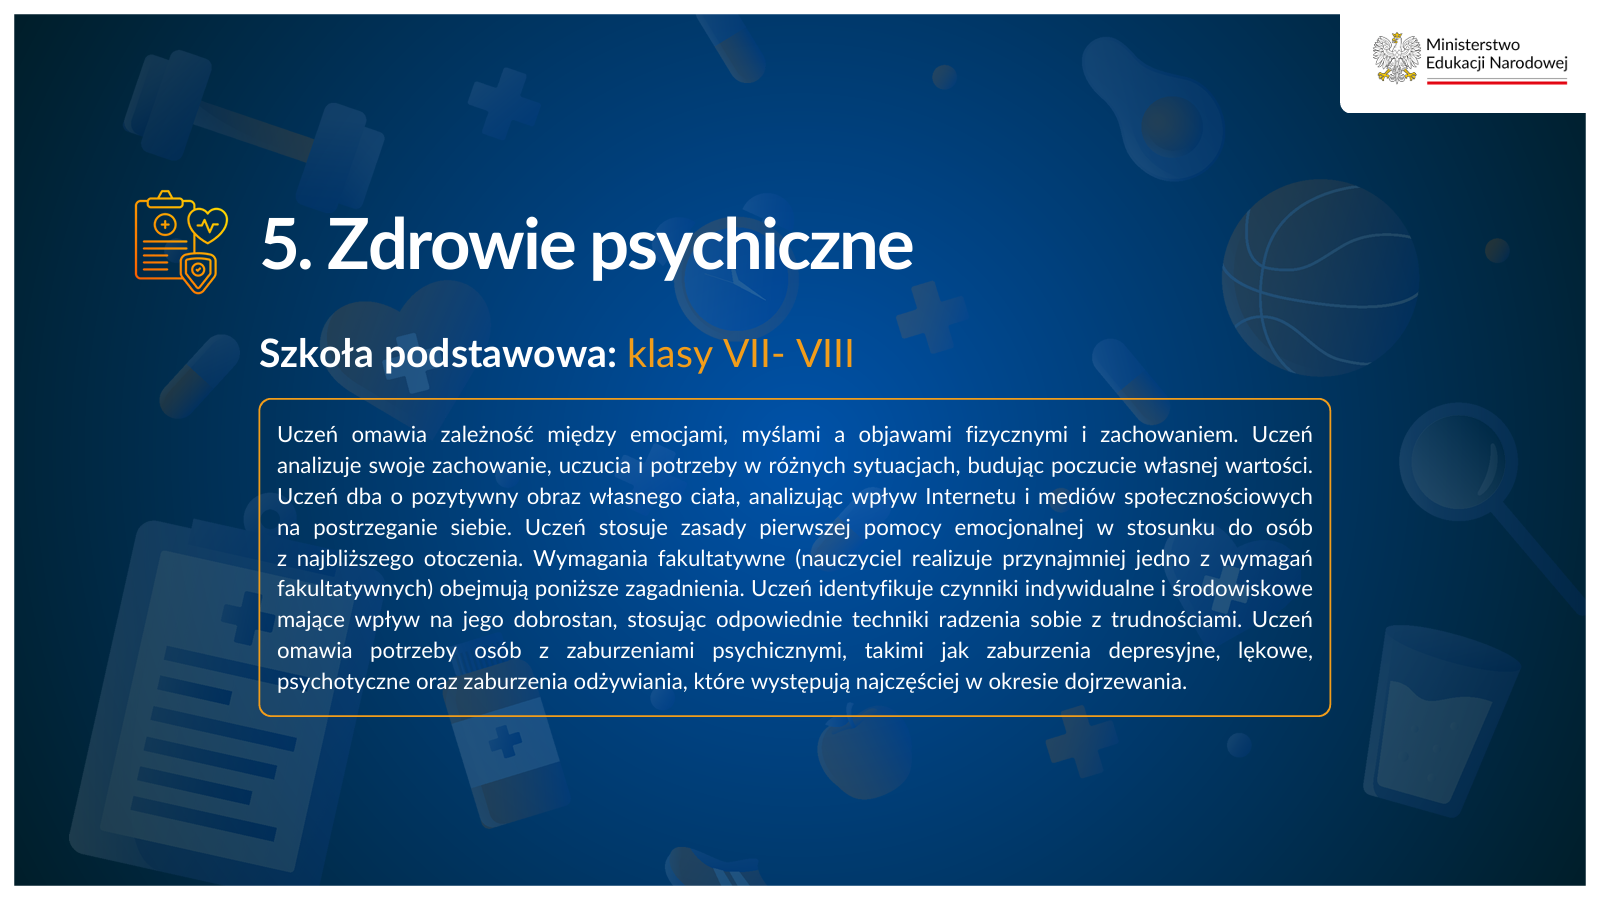 Ministerstwo
Edukacji Narodowej
5. Zdrowie psychiczne
Szkoła podstawowa: klasy VII- VIII
Uczeń omawia zależność między emocjami, myślami a objawami fizycznymi i zachowaniem. Uczeń
analizuje swoje zachowanie, uczucia i potrzeby w różnych sytuacjach, budując poczucie własnej wartości.
Uczeń dba o pozytywny obraz własnego ciała, analizując wpływ Internetu i mediów społecznościowych
na postrzeganie siebie. Uczeń stosuje zasady pierwszej pomocy emocjonalnej w stosunku do osób
z najbliższego otoczenia. Wymagania fakultatywne (nauczyciel realizuje przynajmniej jedno z wymagań
fakultatywnych) obejmują poniższe zagadnienia. Uczeń identyfikuje czynniki indywidualne i środowiskowe
mające wpływ na jego dobrostan, stosując odpowiednie techniki radzenia sobie z trudnościami. Uczeń
omawia potrzeby osób z zaburzeniami psychicznymi, takimi jak zaburzenia depresyjne, lękowe,
psychotyczne oraz zaburzenia odżywiania, które występują najczęściej w okresie dojrzewania.